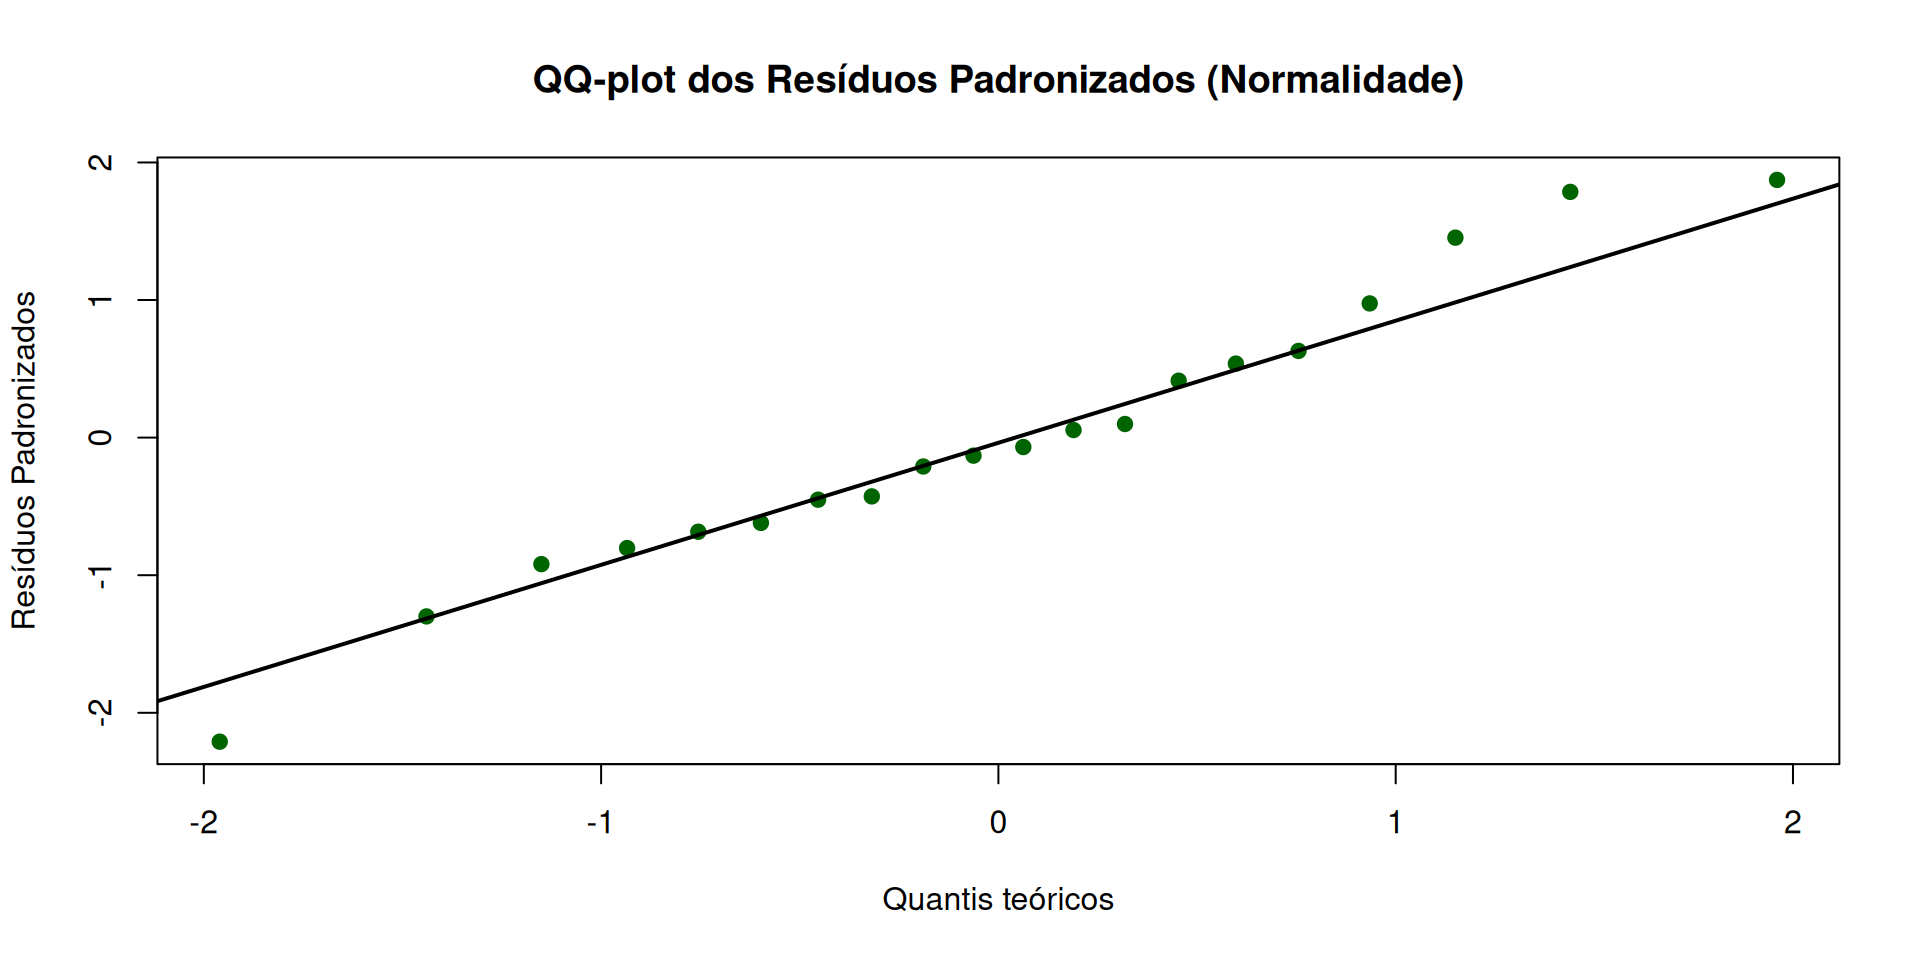 QQ-plot dos Resíduos Padronizados (Normalidade)
Resíduos Padronizados
2
1
0
-1
-2
-2 -1 0 1 2
Quantis teóricos